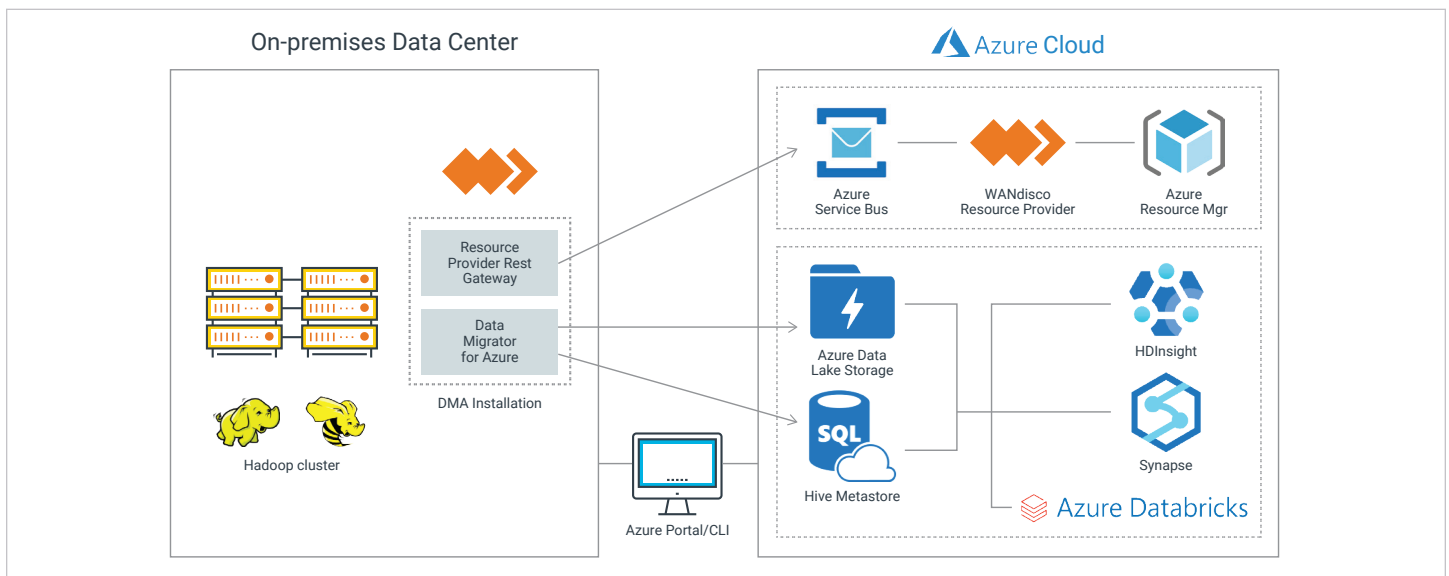 On-premises Data Center
Azure Cloud
Resource
Provider Rest
Gateway
Data
Migrator
for Azure
DMA Installation
Hadoop cluster
Azure Portal/CLI
Azure
Service Bus
WANdisco
Resource Provider
Azure
Resource Mgr
Azure Data
Lake Storage
SQL
Hive Metastore
HDInsight
Synapse
Azure Databricks